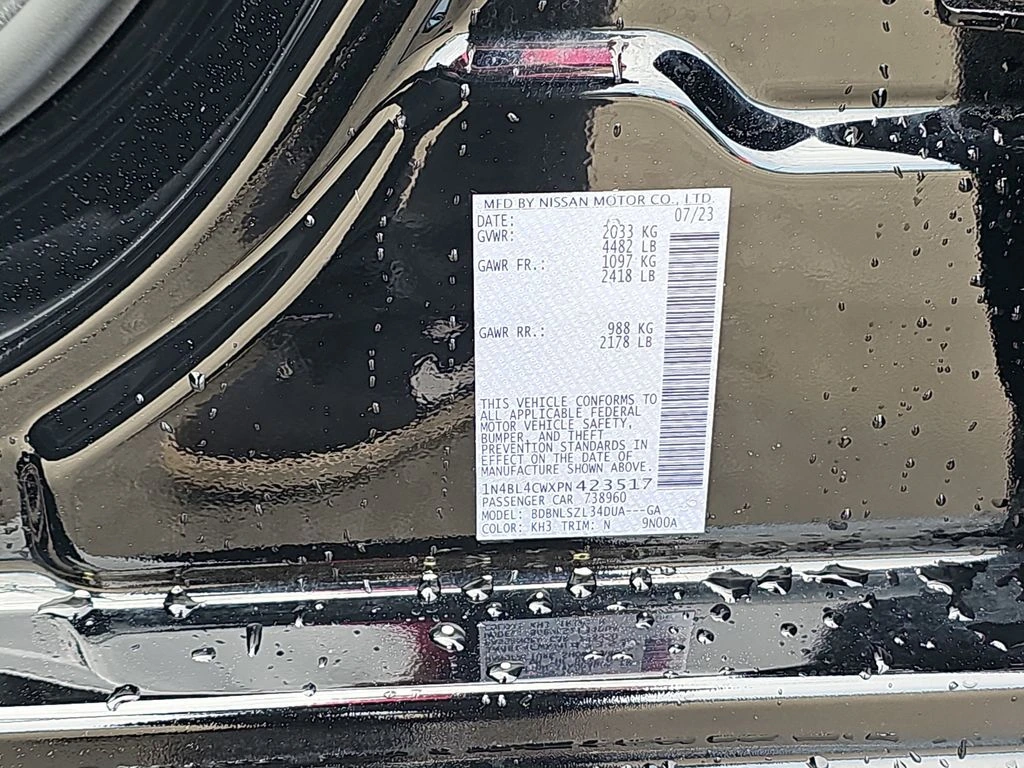 MFD BY NISSAN MOTOR CO., LTD.
DATE: 07/23
GVWR: 2033 KG
4482 LB
GAWR FR.: 1097 KG
2418 LB
GAWR RR.: 988 KG
2178 LB
THIS VEHICLE CONFORMS TO
ALL APPLICABLE FEDERAL
MOTOR VEHICLE SAFETY,
BUMPER, AND THEFT
PREVENTION STANDARDS IN
EFFECT ON THE DATE OF
MANUFACTURE SHOWN ABOVE.
1N4BL4CWXPN423517
PASSENGER CAR 738960
MODEL: BDBNLSZL34DUA---GA
COLOR: KH3 TRIM: N 9N00A